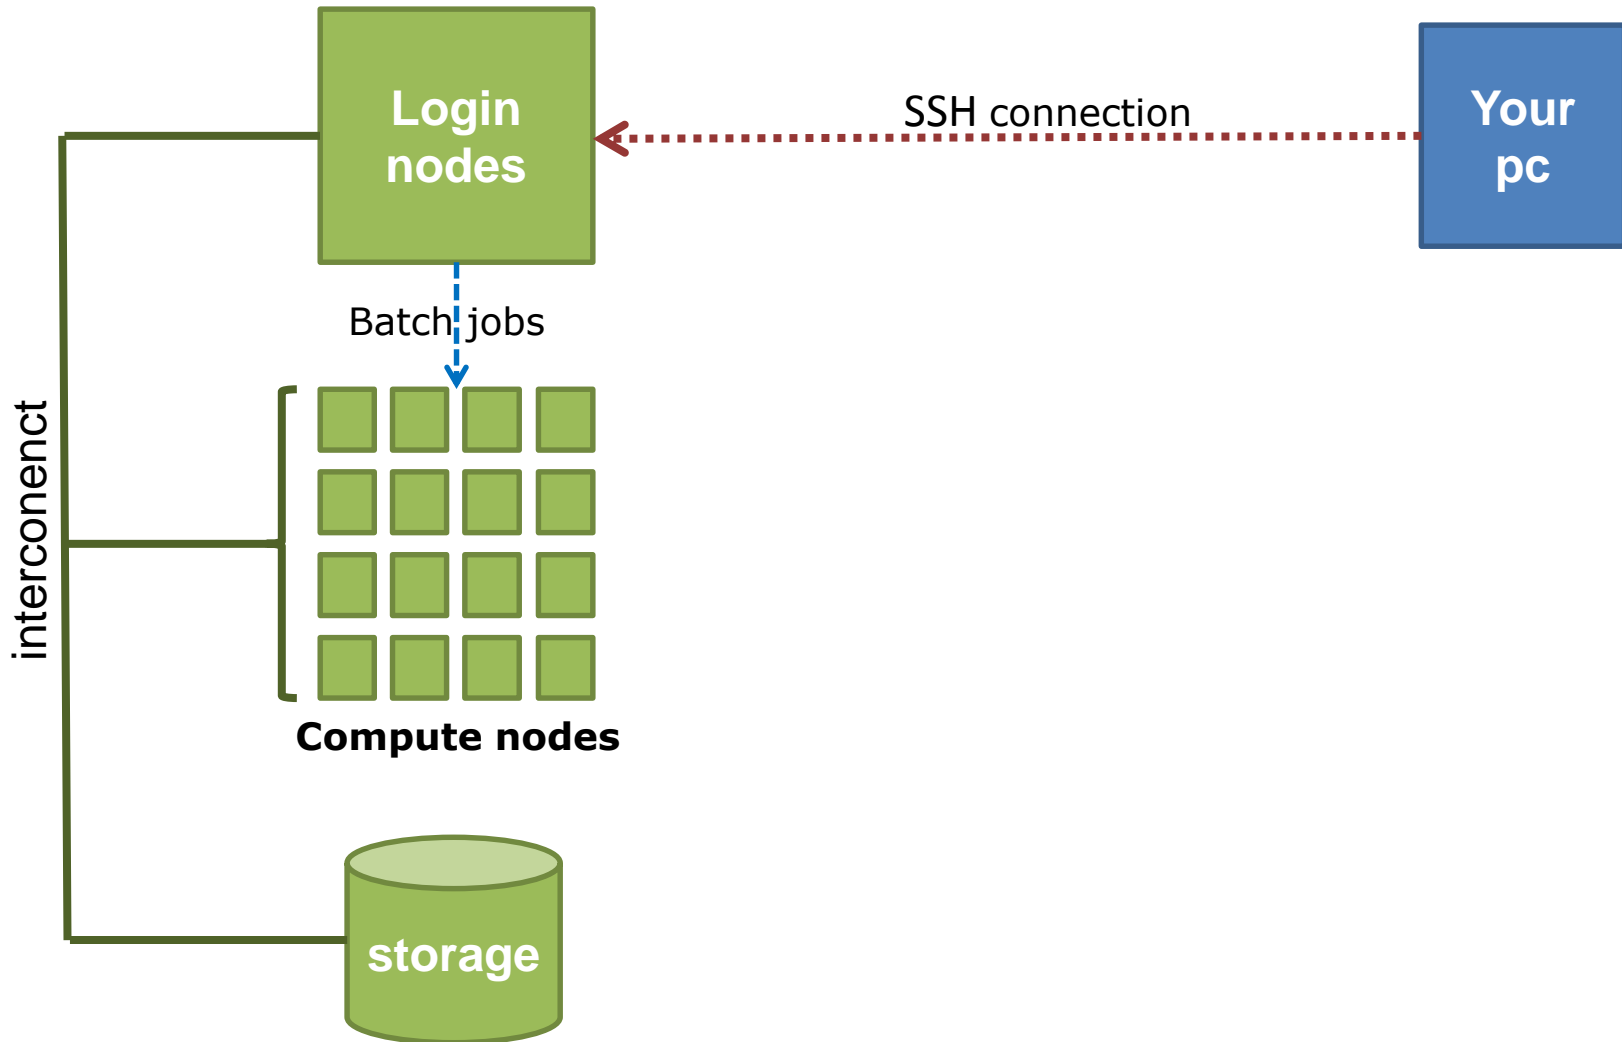 Login
nodes
SSH connection
Your
pc
Batch jobs
interconenct
Compute nodes
storage